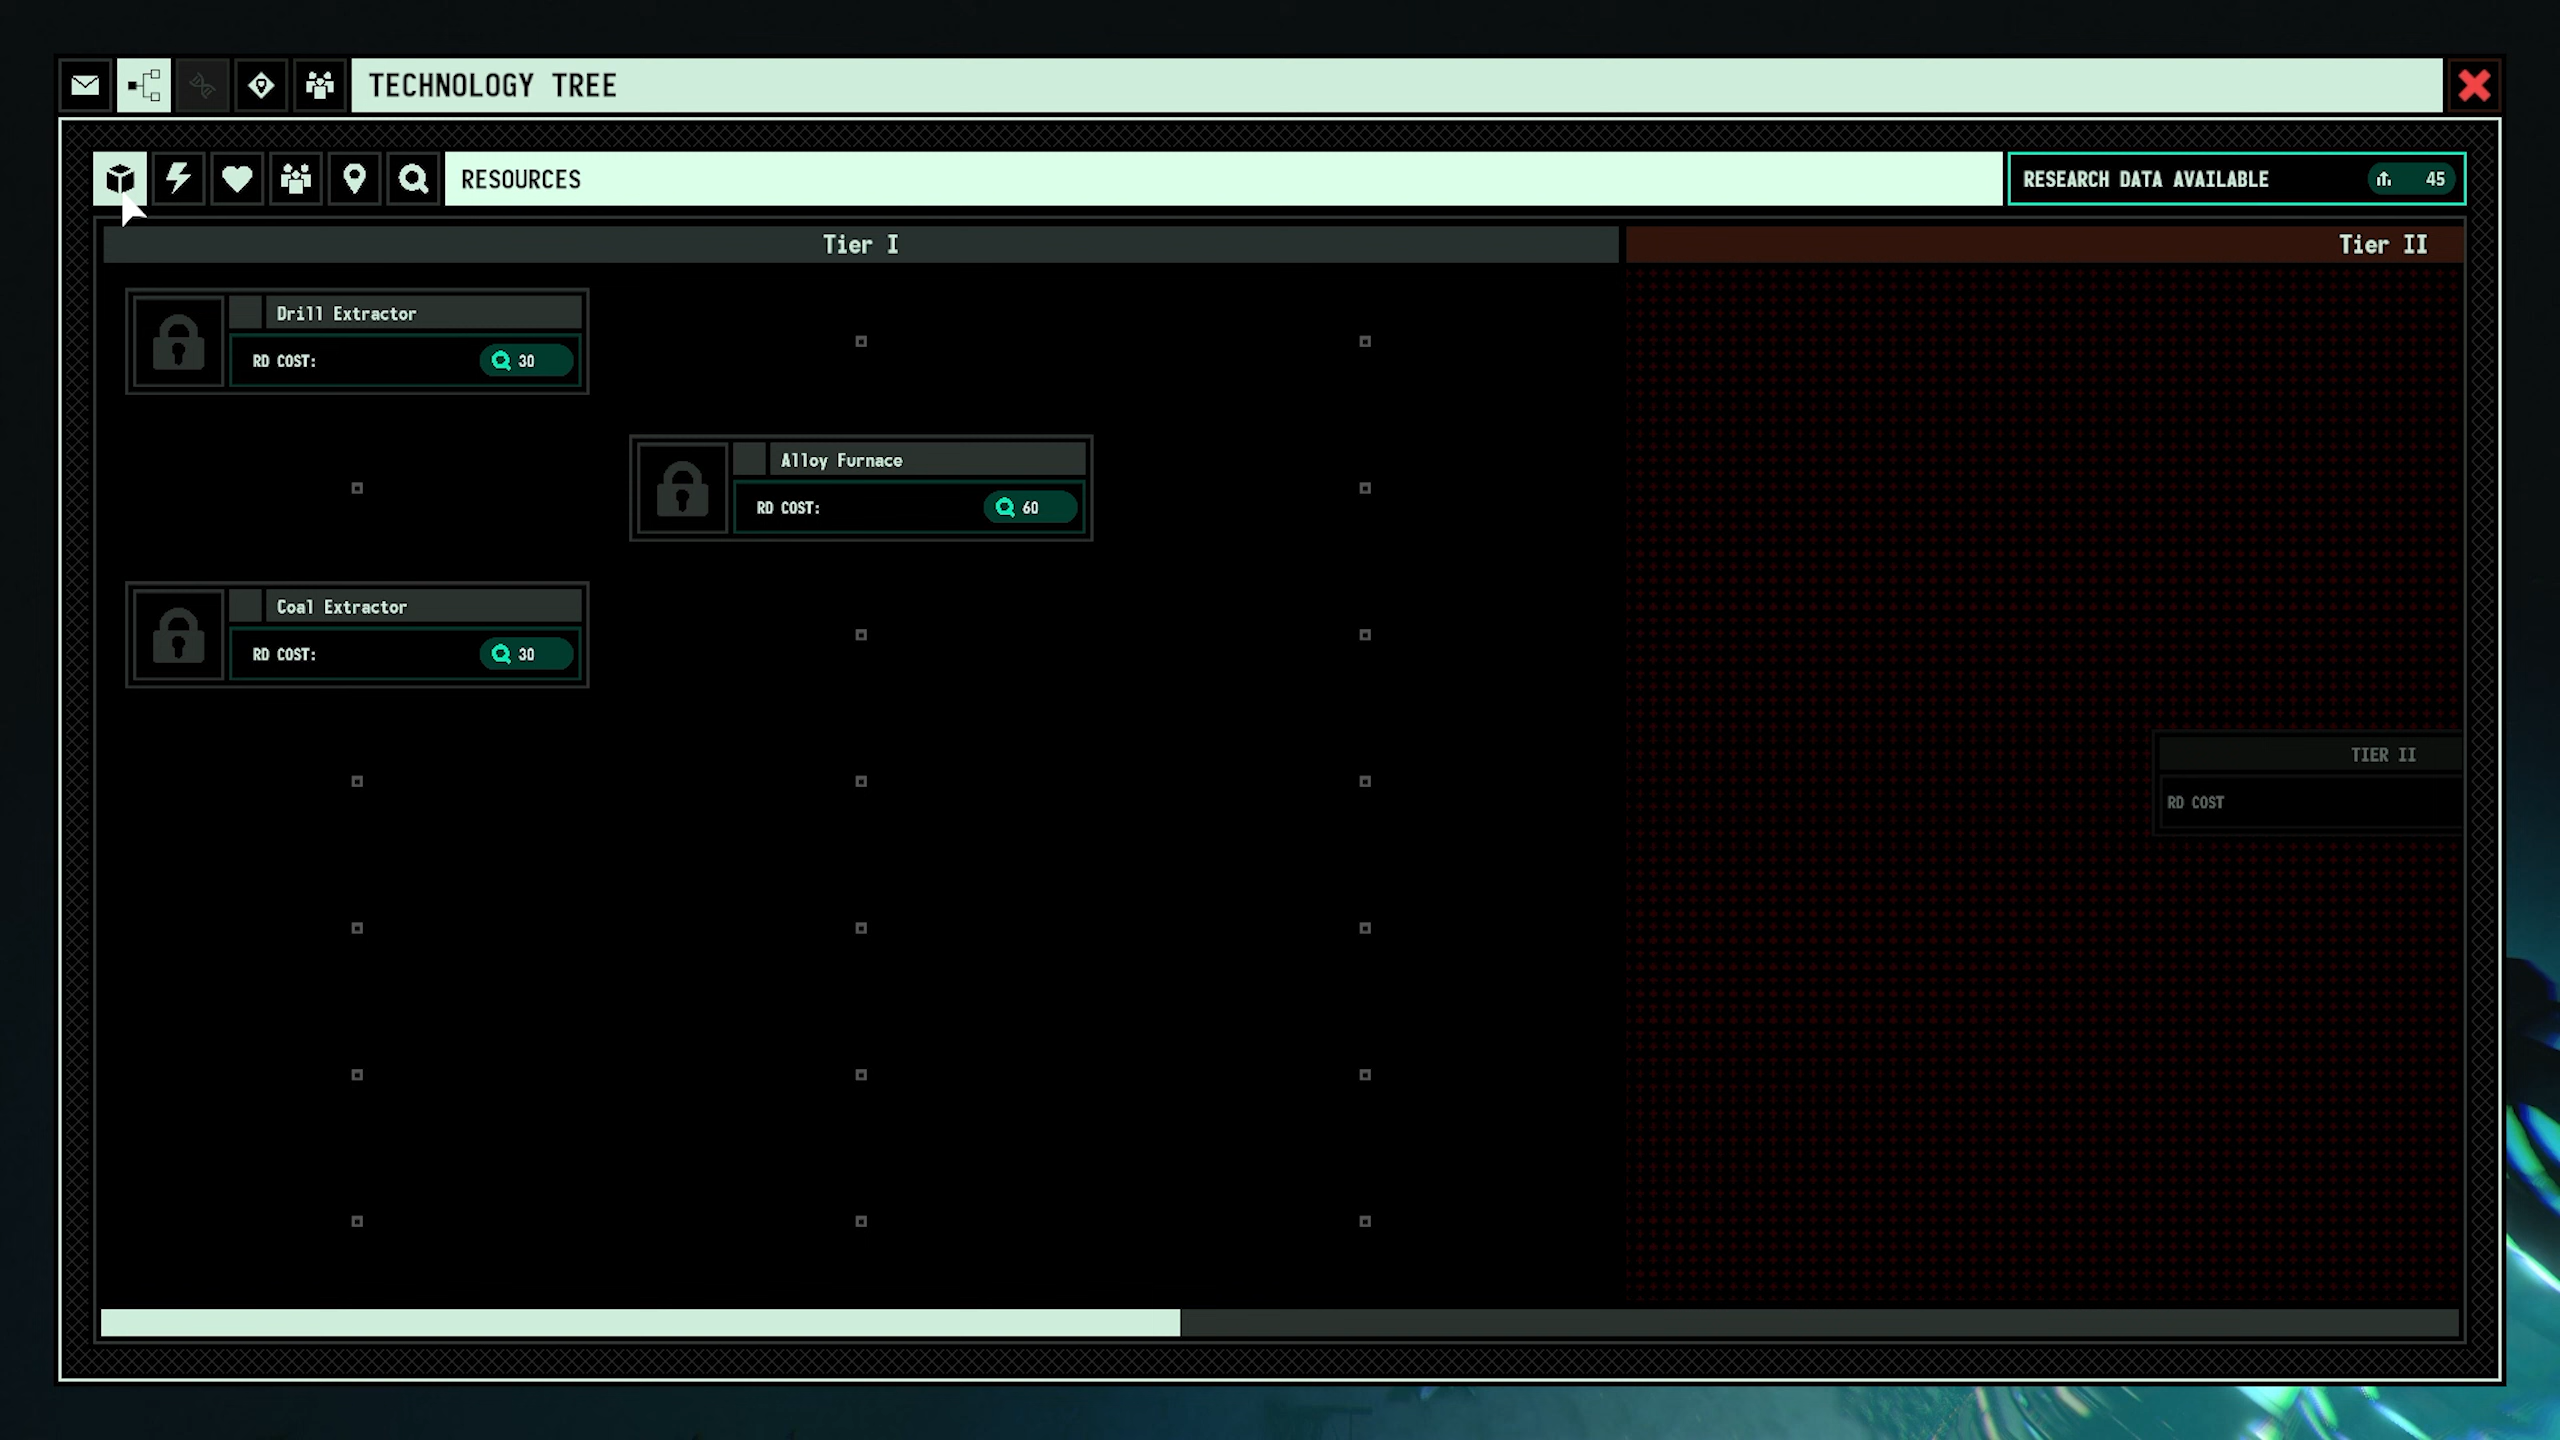 TECHNOLOGY TREE
RESOURCES
RESEARCH DATA AVAILABLE 45
Tier I
Tier II
Drill Extractor
RD COST: 30
Alloy Furnace
RD COST: 60
Coal Extractor
RD COST: 30
TIER II
RD COST